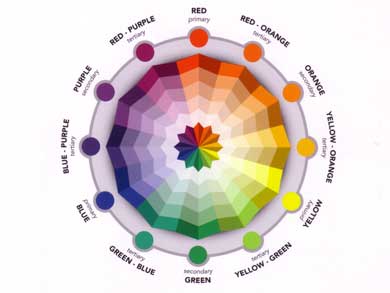 RED
primary
RED - ORANGE
tertiary
ORANGE
secondary
YELLOW - ORANGE
tertiary
YELLOW
primary
YELLOW - GREEN
tertiary
GREEN
secondary
GREEN - BLUE
tertiary
BLUE
primary
BLUE - PURPLE
tertiary
PURPLE
secondary
RED - PURPLE
tertiary